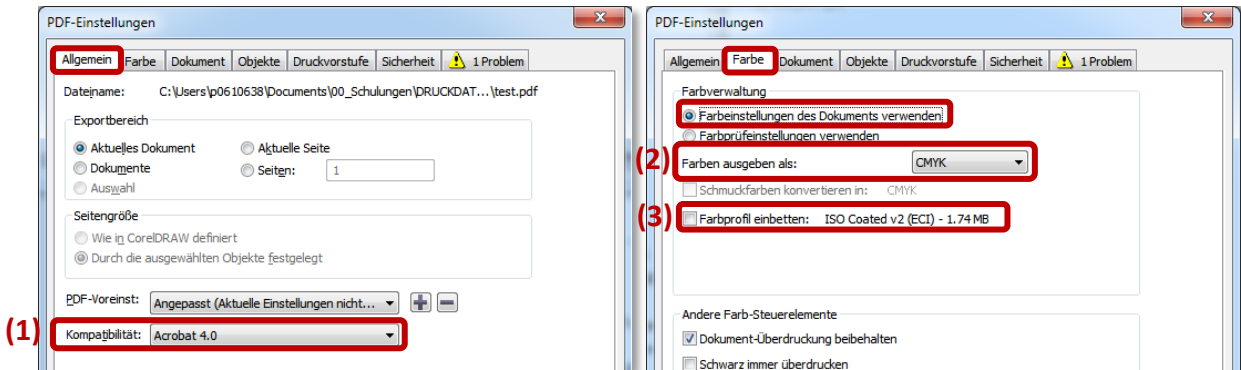 PDF-Einstellungen
Allgemein Farbe Dokument Objekte Druckvorstufe Sicherheit 1 Problem
Dateiname: C:\Users\p0610638\Documents\00_Schulungen\DRUCKDAT...\test.pdf
Exportbereich
Aktuelles Dokument Aktuelle Seite
Dokumente Seiten: 1
Auswahl
Seitengröße
Wie in CorelDRAW definiert
Durch die ausgewählten Objekte festgelegt
PDF-Voreinst: Angepasst (Aktuelle Einstellungen nicht...
(1) Kompatibilität: Acrobat 4.0
PDF-Einstellungen
Allgemein Farbe Dokument Objekte Druckvorstufe Sicherheit 1 Problem
Farbverwaltung
Farbeinstellungen des Dokuments verwenden
Farbprüfeinstellungen verwenden
(2) Farben ausgeben als: CMYK
Schmuckfarben konvertieren in: CMYK
(3) Farbprofil einbetten: ISO Coated v2 (ECI) - 1.74 MB
Andere Farb-Steuerelemente
Dokument-Überdruckung beibehalten
Schwarz immer überdrucken